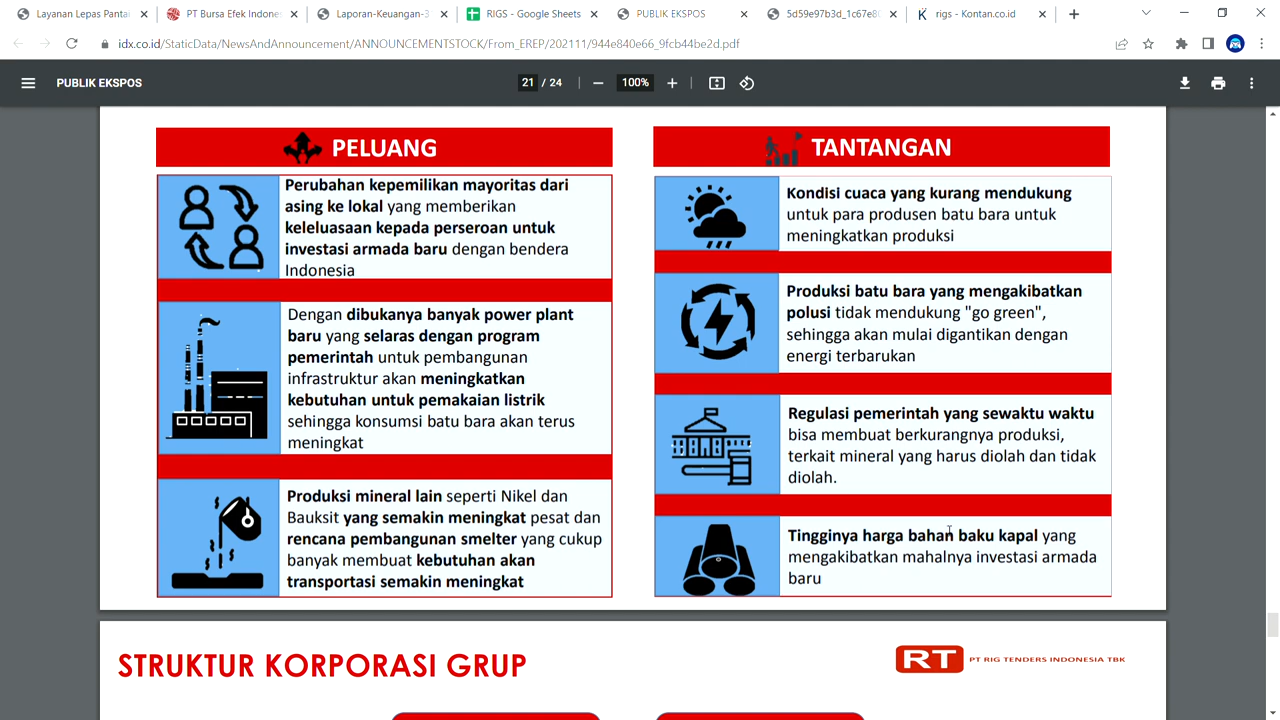 Layanan Lepas Pantai
PT Bursa Efek Indones
Laporan-Keuangan-3
RIGS - Google Sheets
PUBLIK EKSPOS
5d59e97b3d_1c67e80
rigs - Kontan.co.id
idx.co.id/StaticData/NewsAndAnnouncement/ANNOUNCEMENTSTOCK/From_EREP/202111/944e840e66_9fcb44be2d.pdf
PUBLIK EKSPOS
21 / 24
100%
PELUANG
Perubahan kepemilikan mayoritas dari
asing ke lokal yang memberikan
keleluasaan kepada perseroan untuk
investasi armada baru dengan bendera
Indonesia
Dengan dibukanya banyak power plant
baru yang selaras dengan program
pemerintah untuk pembangunan
infrastruktur akan meningkatkan
kebutuhan untuk pemakaian listrik
sehingga konsumsi batu bara akan terus
meningkat
Produksi mineral lain seperti Nikel dan
Bauksit yang semakin meningkat pesat dan
rencana pembangunan smelter yang cukup
banyak membuat kebutuhan akan
transportasi semakin meningkat
TANTANGAN
Kondisi cuaca yang kurang mendukung
untuk para produsen batu bara untuk
meningkatkan produksi
Produksi batu bara yang mengakibatkan
polusi tidak mendukung "go green",
sehingga akan mulai digantikan dengan
energi terbarukan
Regulasi pemerintah yang sewaktu waktu
bisa membuat berkurangnya produksi,
terkait mineral yang harus diolah dan tidak
diolah.
Tingginya harga bahan baku kapal yang
mengakibatkan mahalnya investasi armada
baru
STRUKTUR KORPORASI GRUP
RT PT RIG TENDERS INDONESIA TBK